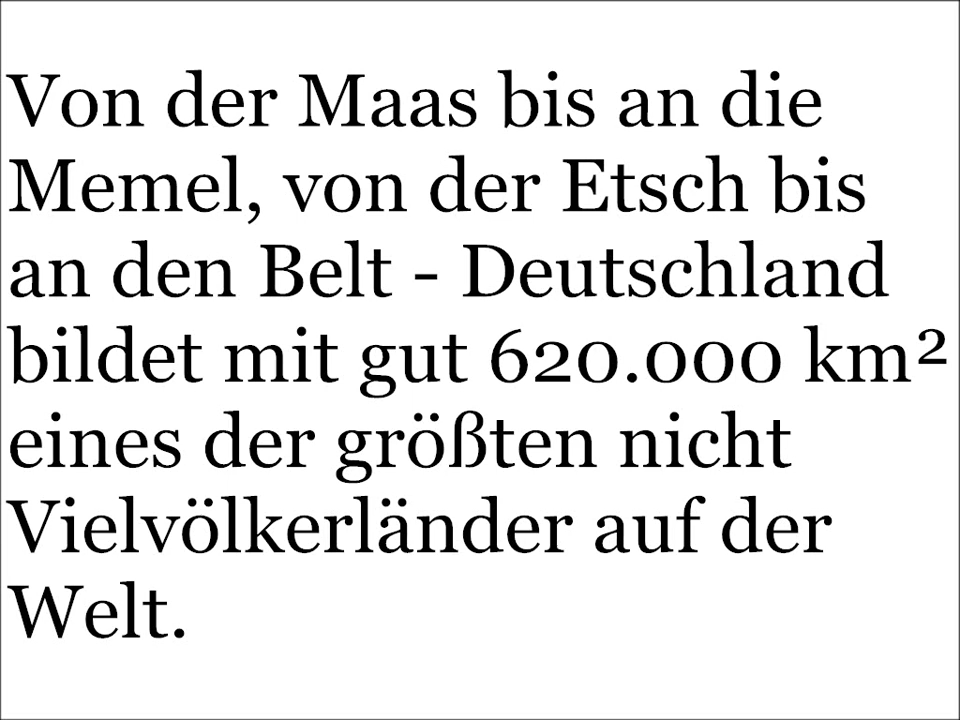 Von der Maas bis an die
Memel, von der Etsch bis
an den Belt - Deutschland
bildet mit gut 620.000 km²
eines der größten nicht
Vielvölkerländer auf der
Welt.